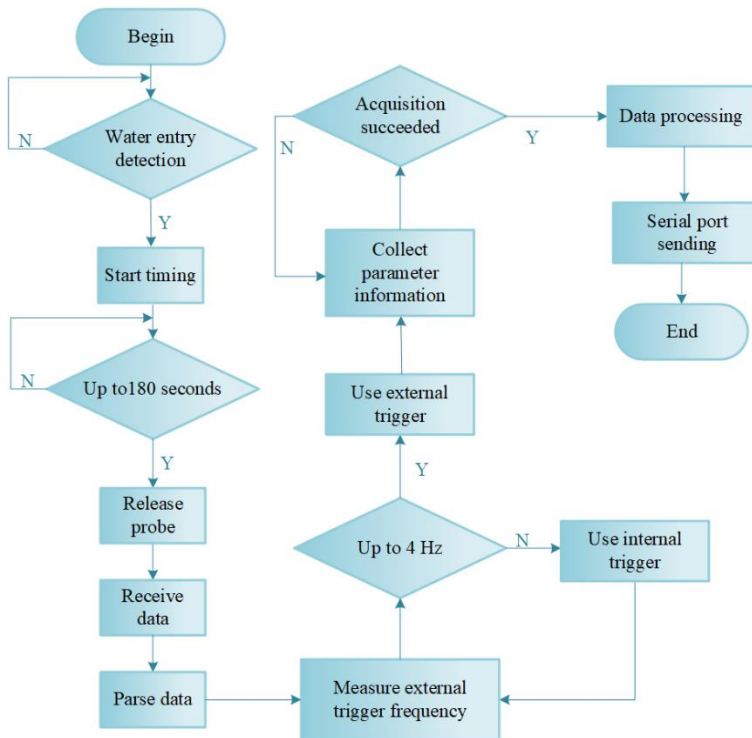 Begin
N
Water entry
detection
Y
Start timing
N
Up to180 seconds
Y
Release
probe
Receive
data
Parse data
Measure external
trigger frequency
Up to 4 Hz
N
Use internal
trigger
Y
Use external
trigger
Collect
parameter
information
N
Acquisition
succeeded
Y
Data processing
Serial port
sending
End